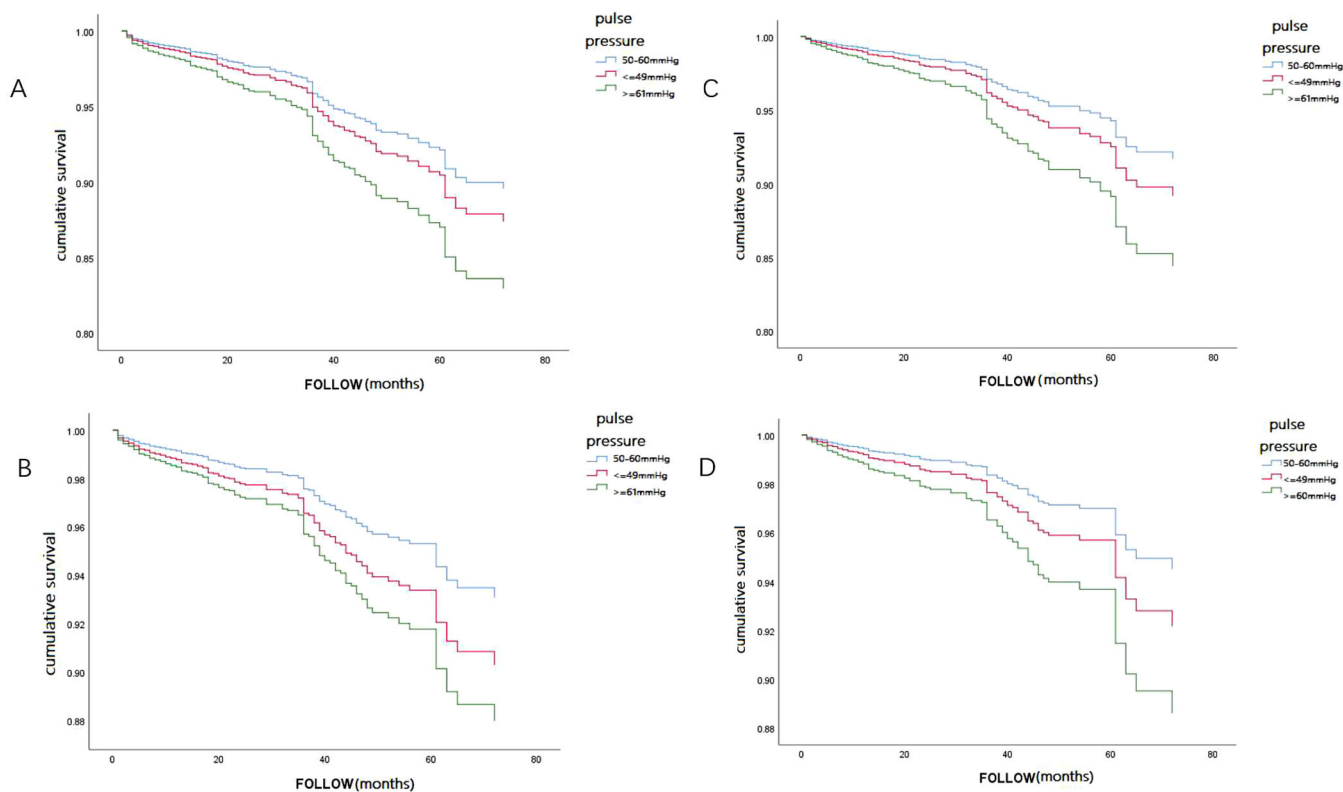 A
pulse
pressure
50-60mmHg
<=49mmHg
>=61mmHg
cumulative survival
1.00
0.95
0.90
0.85
0.80
0
20
40
60
80
FOLLOW(months)
C
pulse
pressure
50-60mmHg
<=49mmHg
>=61mmHg
cumulative survival
1.00
0.95
0.90
0.85
0.80
0
20
40
60
80
FOLLOW(months)
B
pulse
pressure
50-60mmHg
<=49mmHg
>=61mmHg
cumulative survival
1.00
0.98
0.96
0.94
0.92
0.90
0.88
0
20
40
60
80
FOLLOW(months)
D
pulse
pressure
50-60mmHg
<=49mmHg
>=60mmHg
cumulative survival
1.00
0.98
0.96
0.94
0.92
0.90
0.88
0
20
40
60
80
FOLLOW(months)